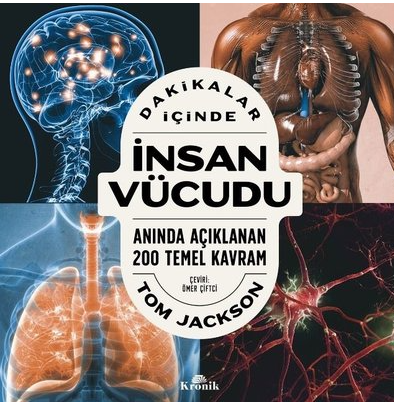 DAKİKALAR
İÇİNDE
İNSAN
VÜCUDU
ANINDA AÇIKLANAN
200 TEMEL KAVRAM
ÇEVİRİ:
ÖMER ÇİFTCİ
TOM JACKSON
Kronik